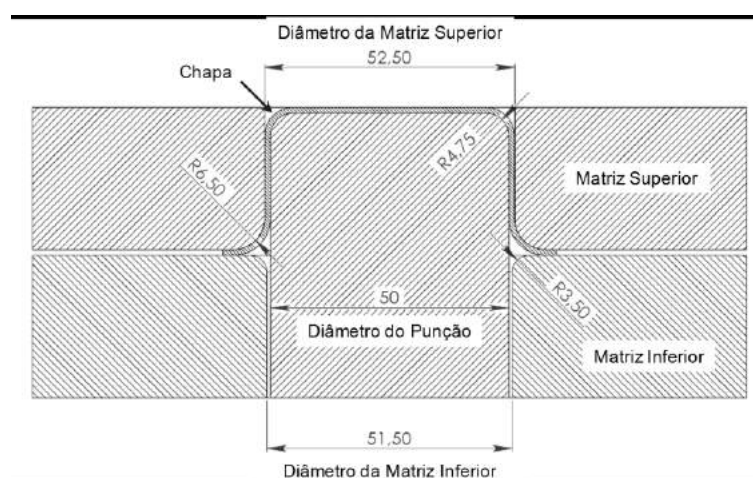 Diâmetro da Matriz Superior
52,50
Chapa
R4,75
R6,50
Matriz Superior
50
R3,50
Diâmetro do Punção
Matriz Inferior
51,50
Diâmetro da Matriz Inferior